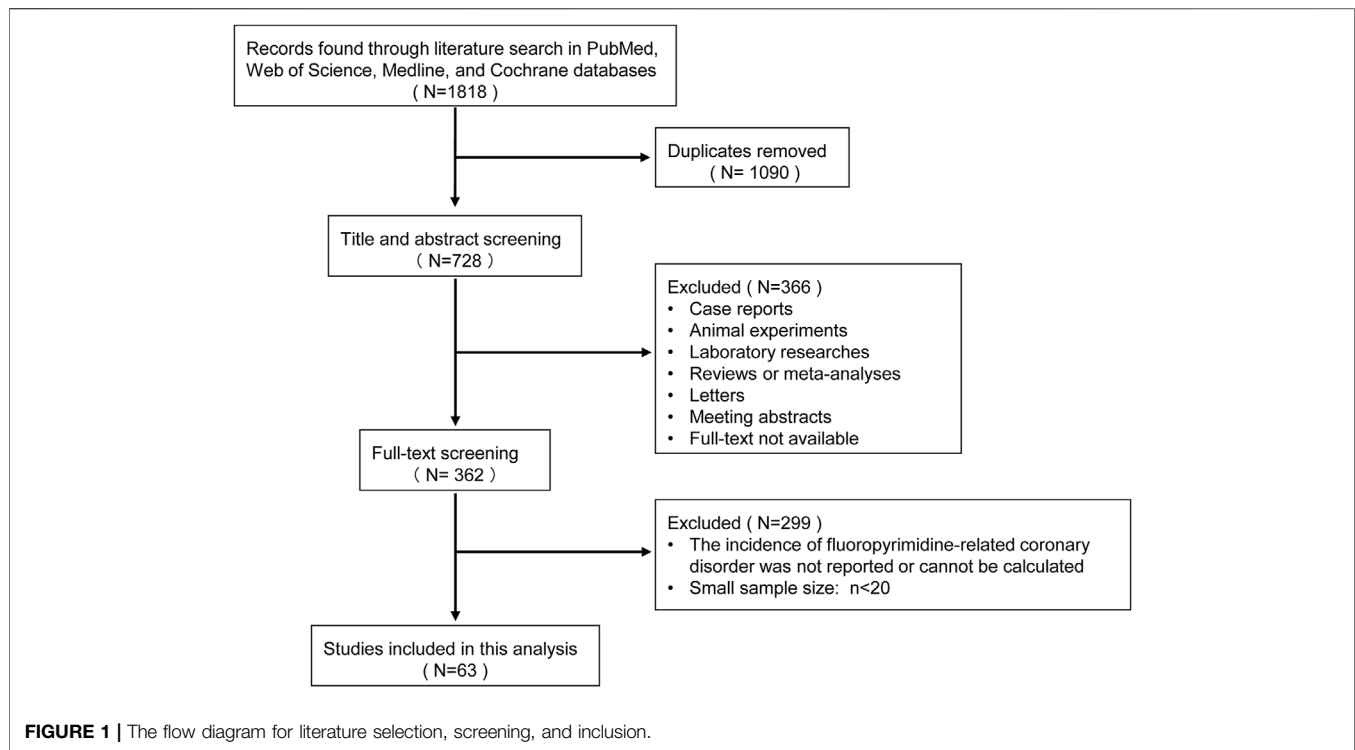 Records found through literature search in PubMed,
Web of Science, Medline, and Cochrane databases
( N=1818 )
Duplicates removed
( N= 1090 )
Title and abstract screening
( N=728 )
Excluded ( N=366 )
• Case reports
• Animal experiments
• Laboratory researches
• Reviews or meta-analyses
• Letters
• Meeting abstracts
• Full-text not available
Full-text screening
( N= 362 )
Excluded ( N=299 )
• The incidence of fluoropyrimidine-related coronary
disorder was not reported or cannot be calculated
• Small sample size: n<20
Studies included in this analysis
( N=63 )
FIGURE 1 | The flow diagram for literature selection, screening, and inclusion.